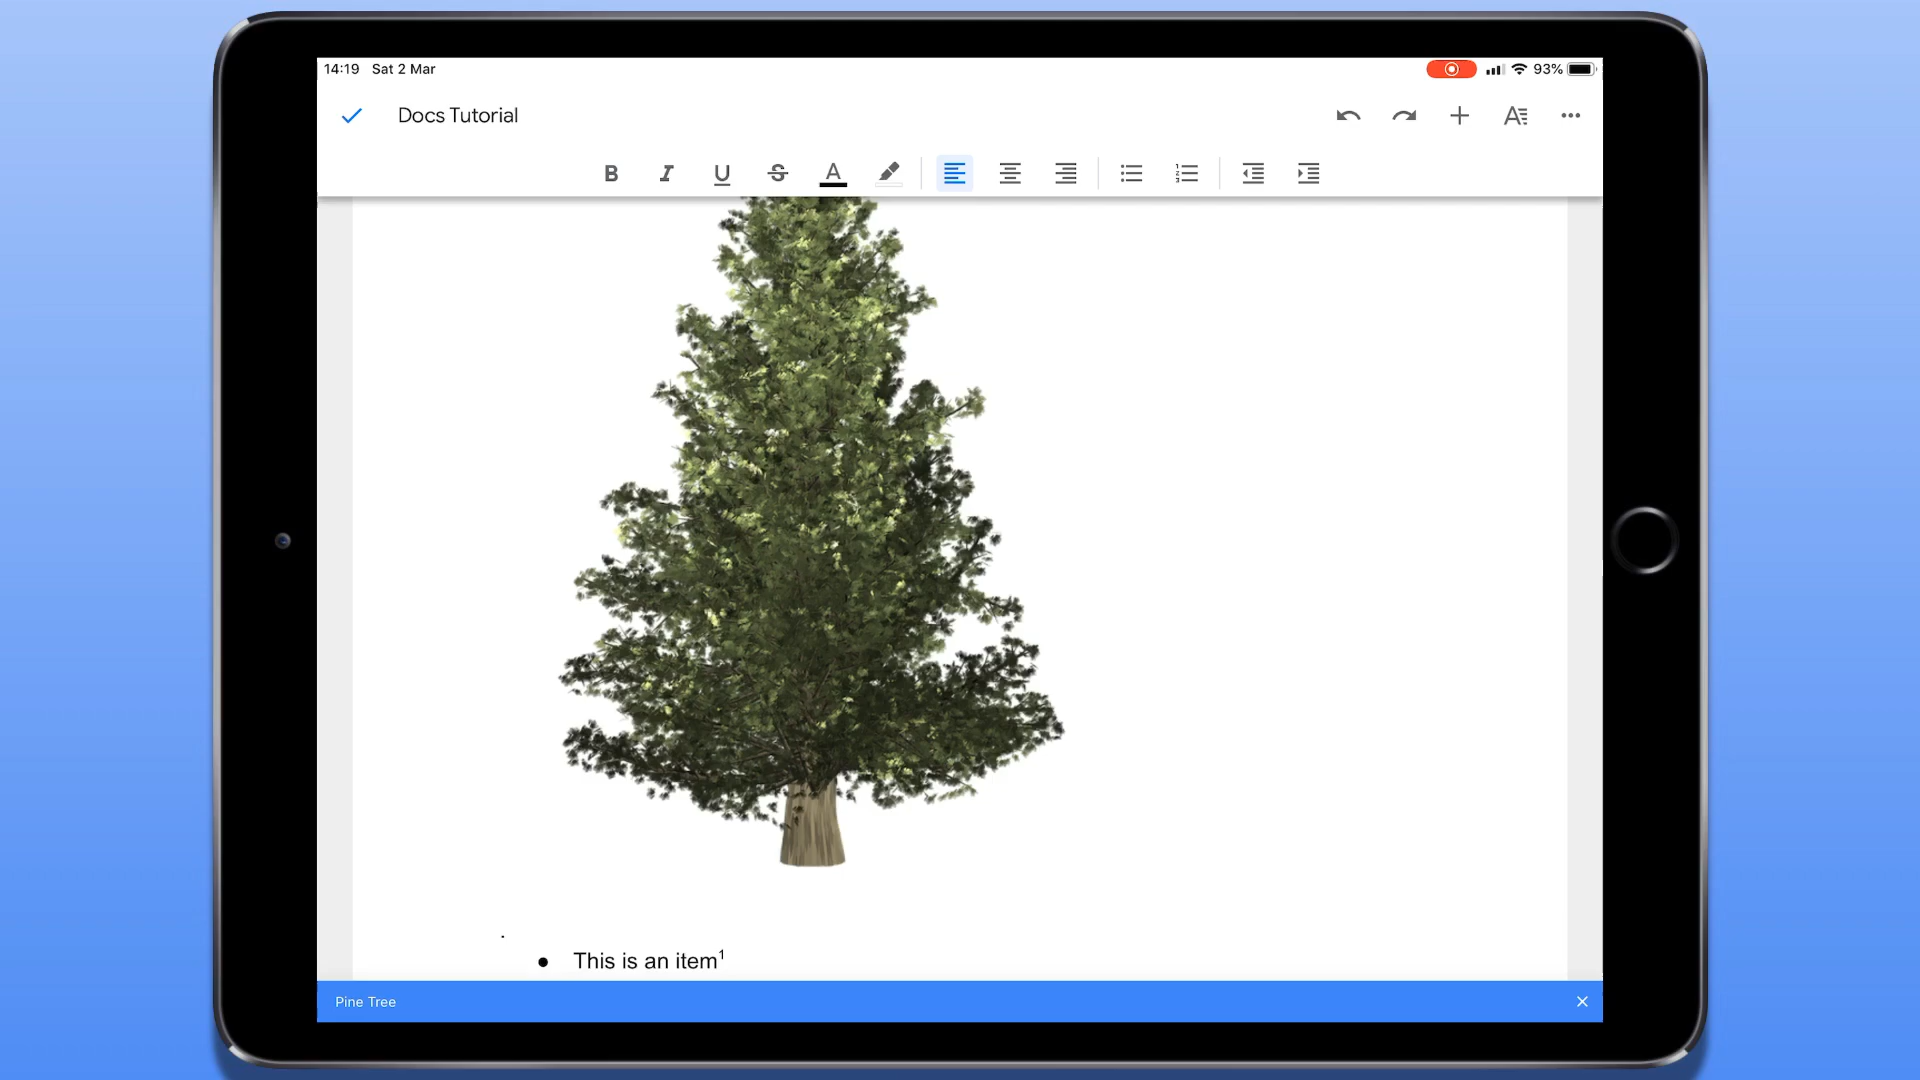 14:19 Sat 2 Mar 93%
Docs Tutorial
B I U S A
This is an item1
Pine Tree